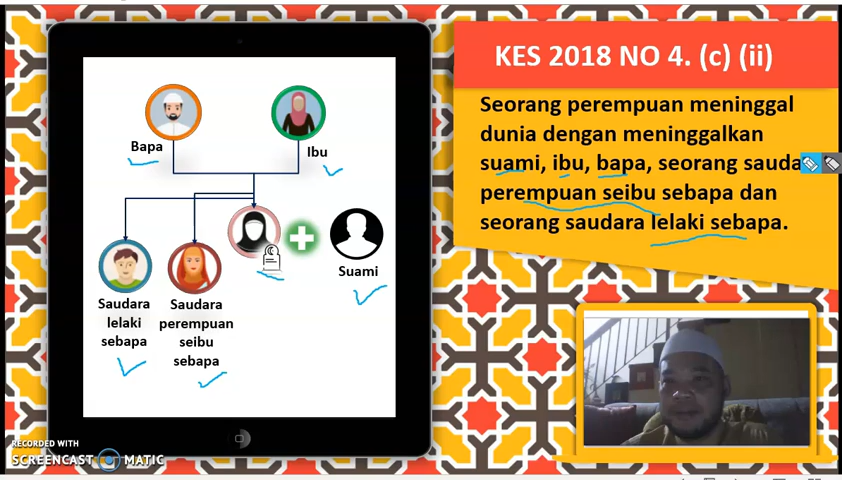 KES 2018 NO 4. (c) (ii)
Seorang perempuan meninggal
dunia dengan meninggalkan
suami, ibu, bapa, seorang sauda
perempuan seibu sebapa dan
seorang saudara lelaki sebapa.
Bapa
Ibu
Suami
Saudara
lelaki
sebapa
Saudara
perempuan
seibu
sebapa
RECORDED WITH
SCREENCAST MATIC